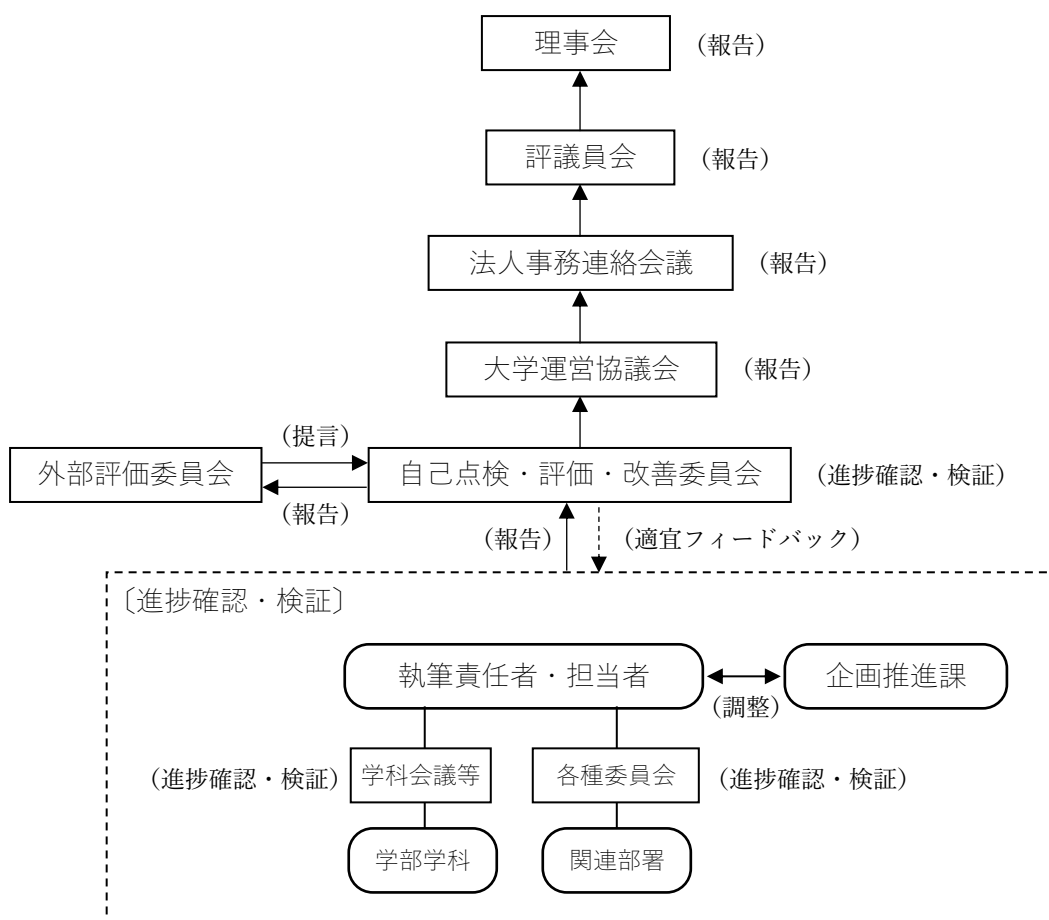 理事会 (報告)
評議員会 (報告)
法人事務連絡会議 (報告)
大学運営協議会 (報告)
(提言)
外部評価委員会 自己点検・評価・改善委員会 (進捗確認・検証)
(報告)
(報告) (適宜フィードバック)
〔進捗確認・検証〕
執筆責任者・担当者 企画推進課
(調整)
(進捗確認・検証) 学科会議等 各種委員会 (進捗確認・検証)
学部学科 関連部署